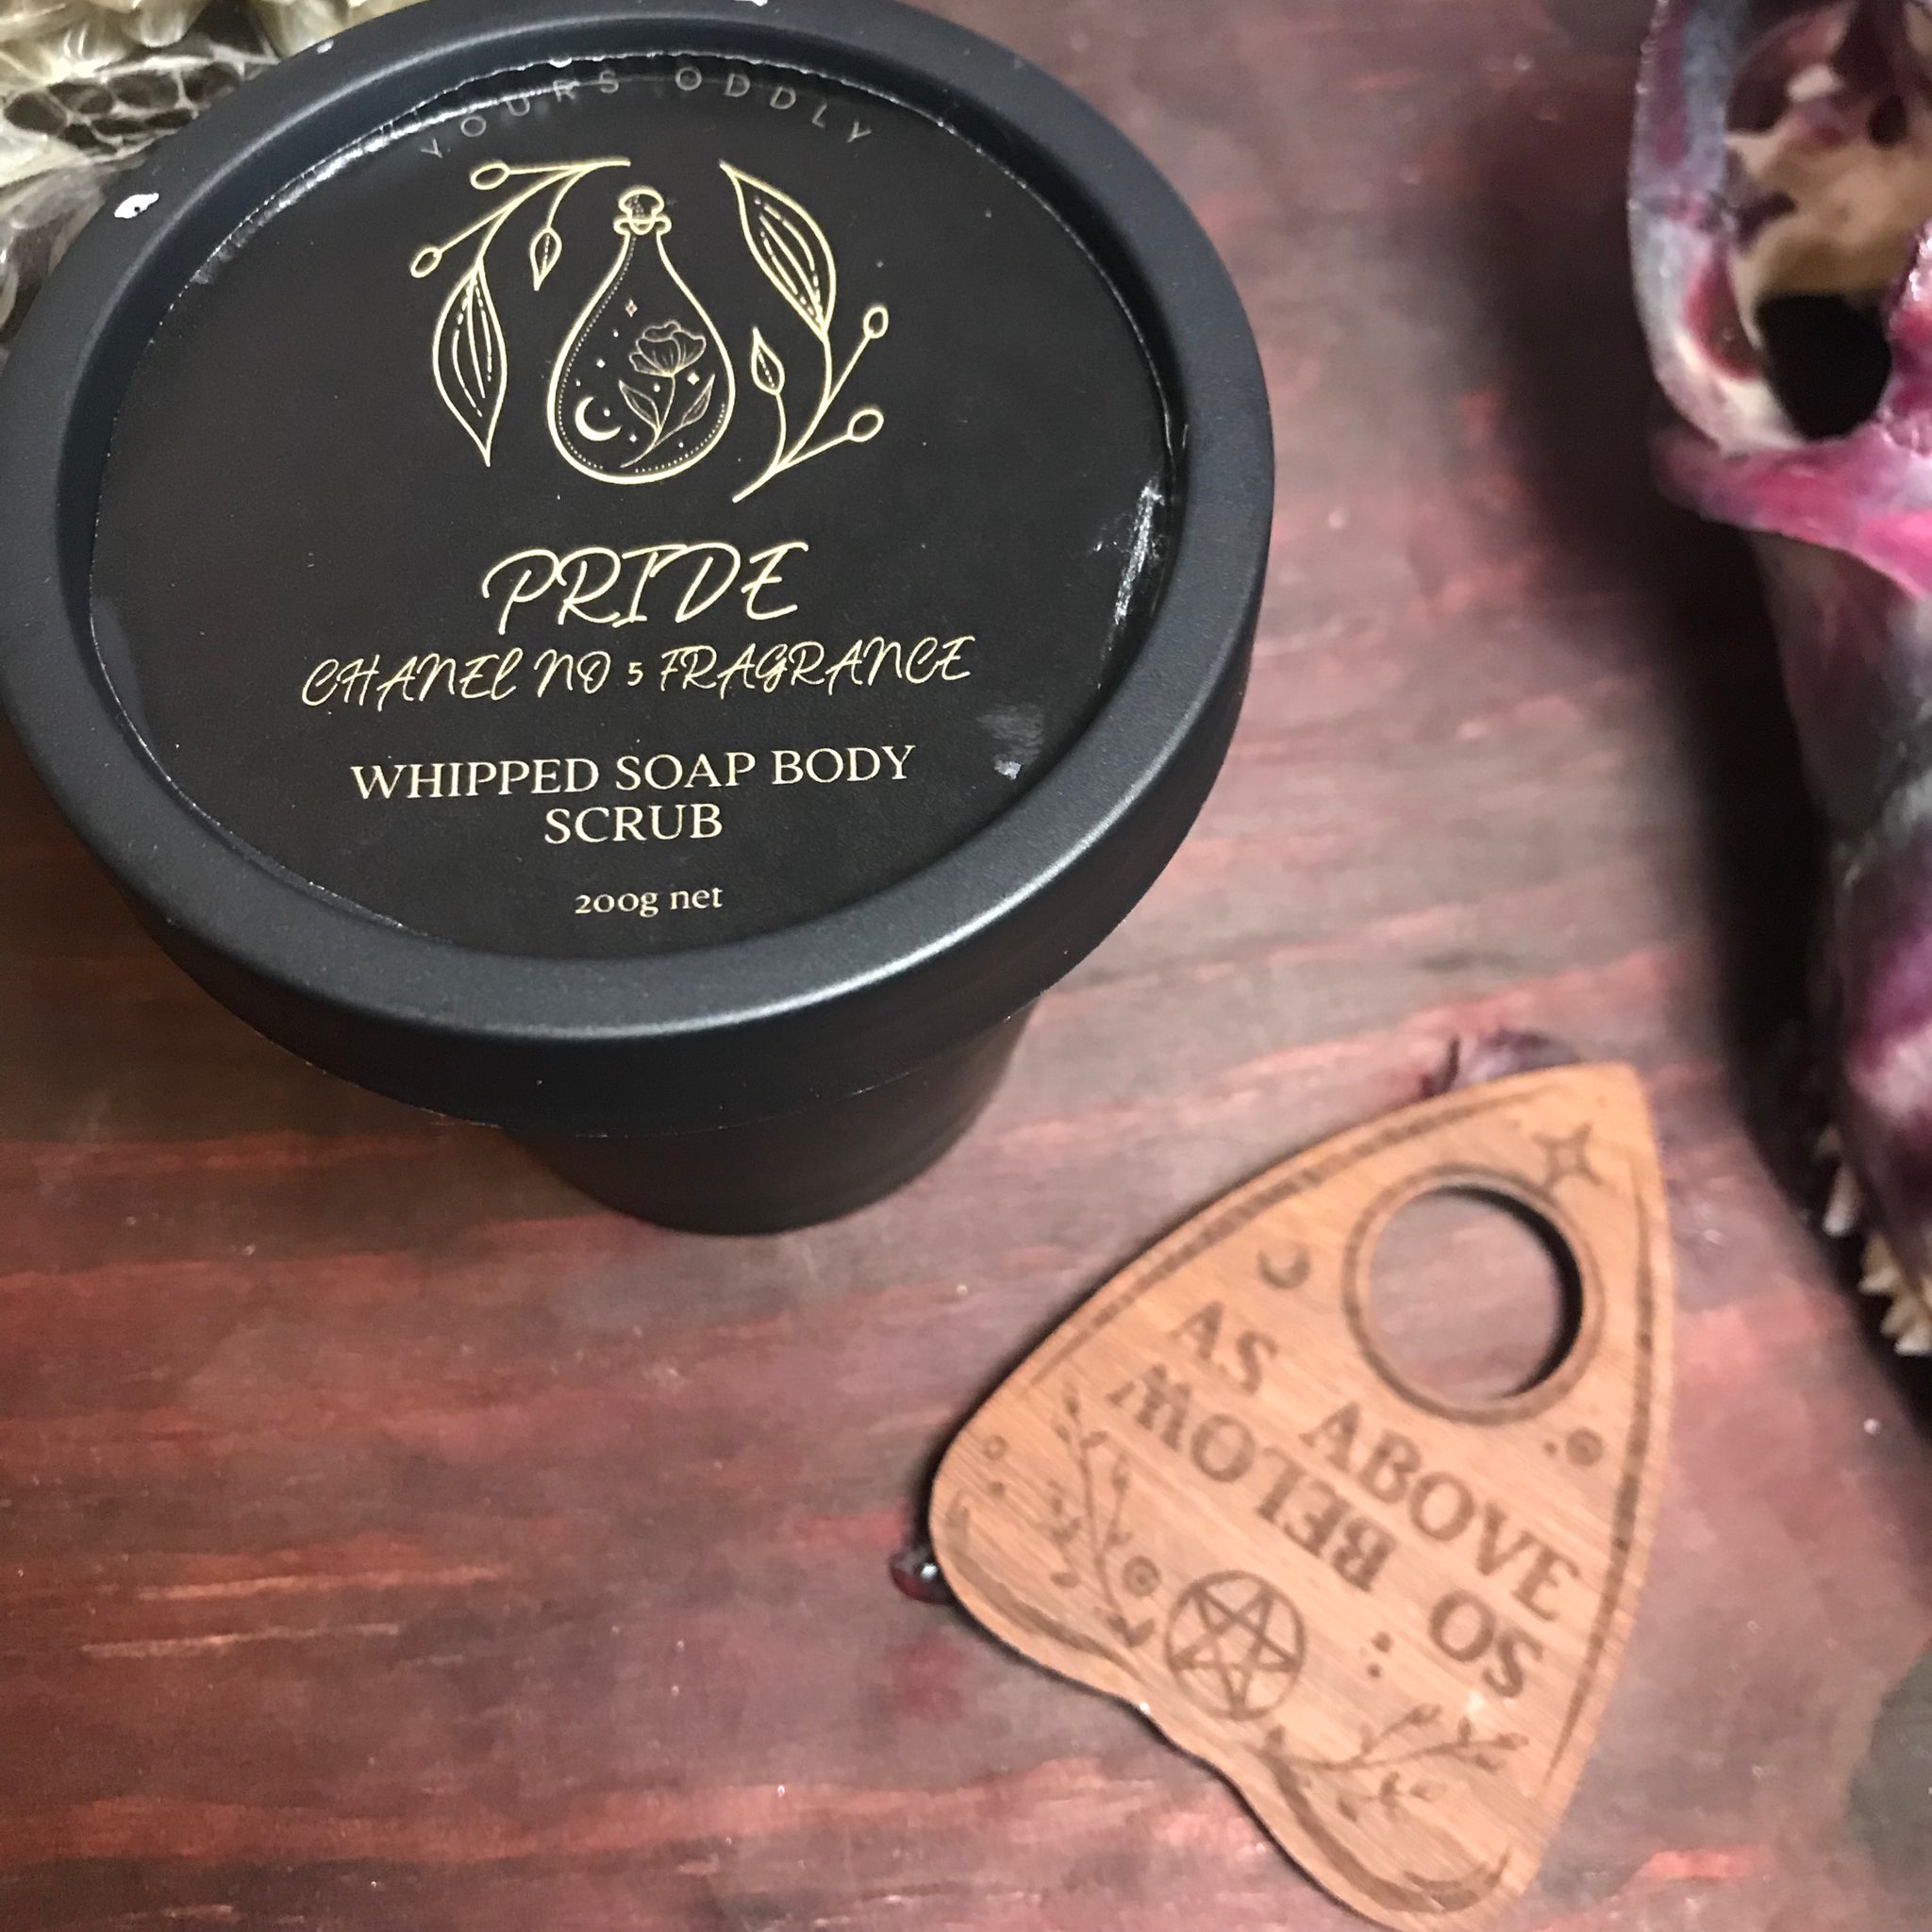 YOURS ODDLY
PRIDE
CHANEL NO 5 FRAGRANCE
WHIPPED SOAP BODY
SCRUB
200g net
AS ABOVE
SO BELOW